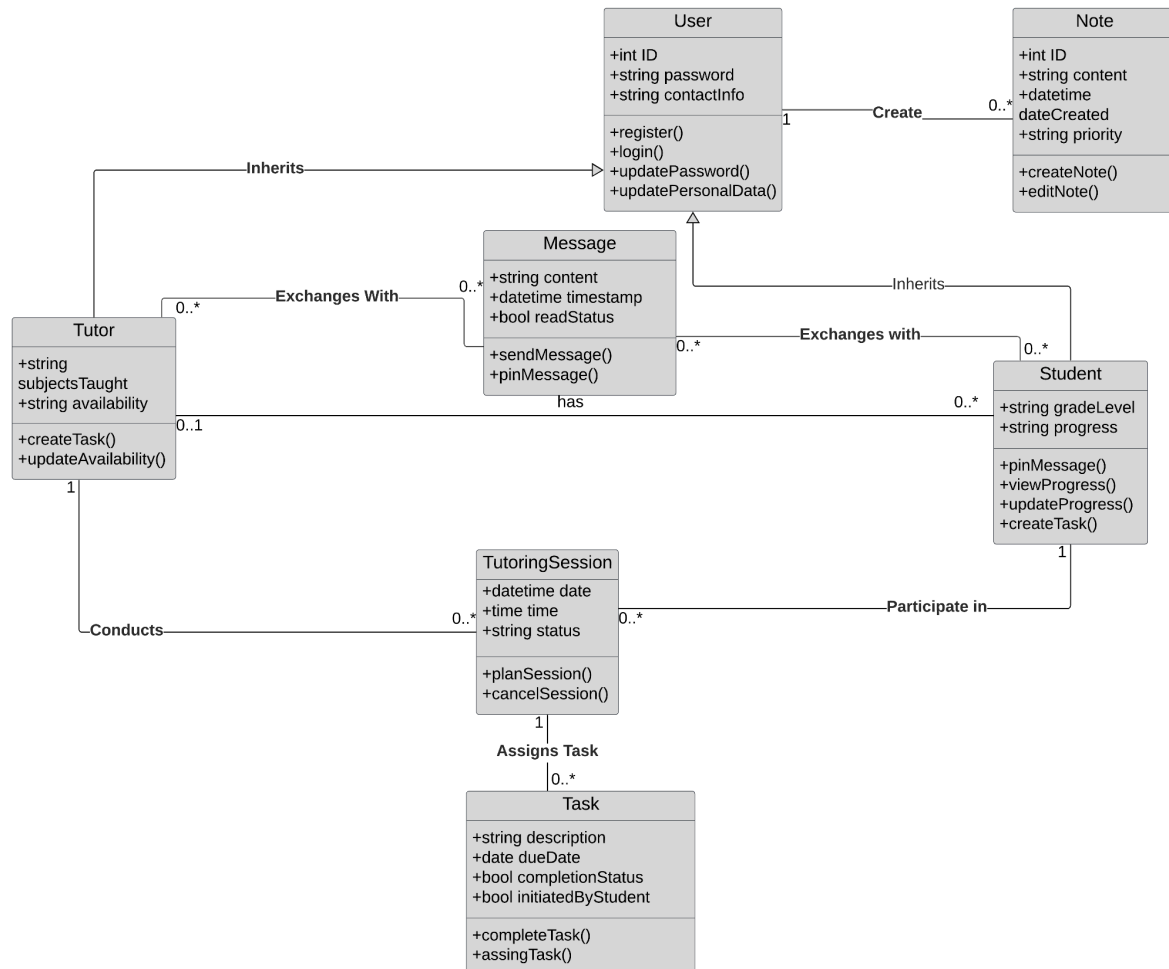 User
+int ID
+string password
+string contactInfo
+register()
+login()
+updatePassword()
+updatePersonalData()
1
Create
0..*
Note
+int ID
+string content
+datetime
dateCreated
+string priority
+createNote()
+editNote()
Inherits
Inherits
Message
+string content
+datetime timestamp
+bool readStatus
+sendMessage()
+pinMessage()
0..*
Exchanges With
0..*
0..*
Exchanges with
0..*
Tutor
+string
subjectsTaught
+string availability
+createTask()
+updateAvailability()
0..1
has
0..*
Student
+string gradeLevel
+string progress
+pinMessage()
+viewProgress()
+updateProgress()
+createTask()
1
Conducts
0..*
TutoringSession
+datetime date
+time time
+string status
+planSession()
+cancelSession()
0..*
Participate in
1
1
Assigns Task
0..*
Task
+string description
+date dueDate
+bool completionStatus
+bool initiatedByStudent
+completeTask()
+assingTask()